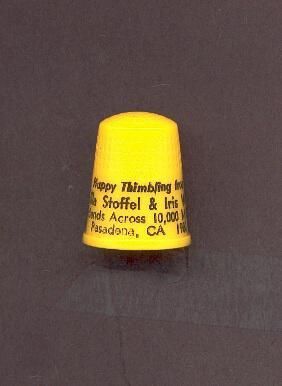 Happy Thimbling
Stoffel & Iris
Across 10,000
Pasadena, CA